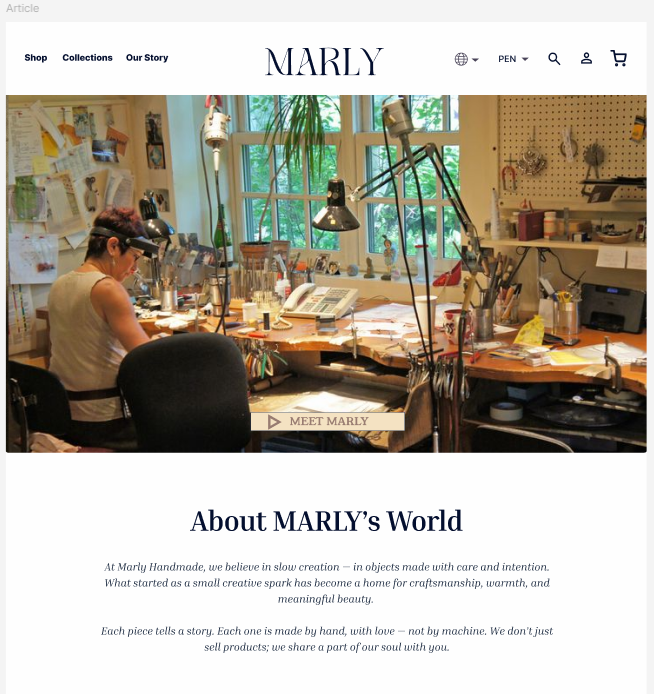 Article
Shop Collections Our Story MARLY PEN
MEET MARLY
About MARLY’s World
At Marly Handmade, we believe in slow creation — in objects made with care and intention.
What started as a small creative spark has become a home for craftsmanship, warmth, and
meaningful beauty.
Each piece tells a story. Each one is made by hand, with love — not by machine. We don't just
sell products; we share a part of our soul with you.